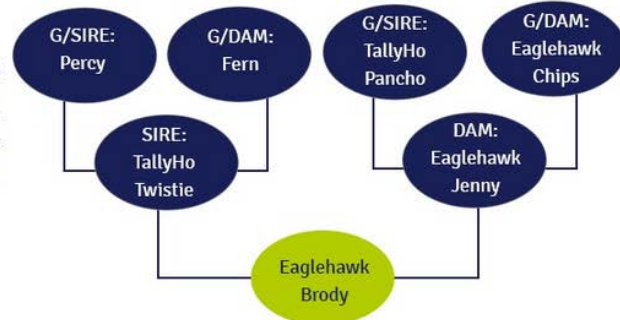 G/SIRE:
Percy
G/DAM:
Fern
G/SIRE:
TallyHo
Pancho
G/DAM:
Eaglehawk
Chips
SIRE:
TallyHo
Twistie
DAM:
Eaglehawk
Jenny
Eaglehawk
Brody